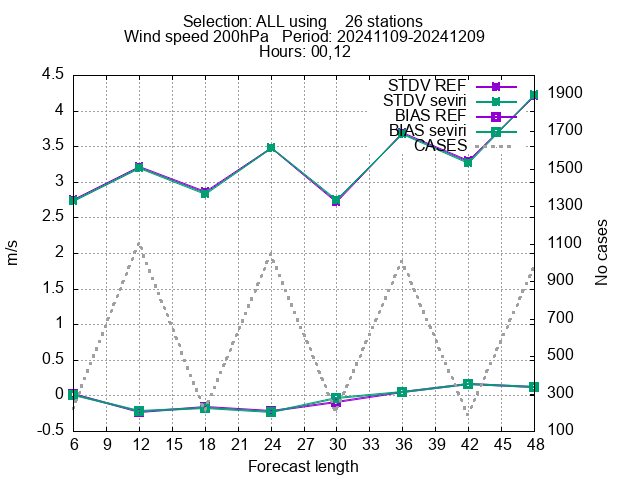 Selection: ALL using    26 stations
Wind speed 200hPa   Period: 20241109-20241209
Hours: 00,12
STDV REF
STDV seviri
BIAS REF
BIAS seviri
CASES
4.5
4
3.5
3
2.5
2
1.5
1
0.5
0
-0.5
m/s
1900
1700
1500
1300
1100
900
700
500
300
100
No cases
6 9 12 15 18 21 24 27 30 33 36 39 42 45 48
Forecast length